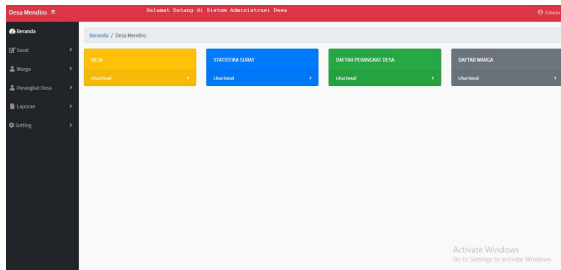 Desa Mendiro
Selamat Datang di Sistem Administrasi Desa
Admin
Beranda
Surat
Warga
Perangkat Desa
Laporan
Setting
Beranda / Desa Mendiro
DESA
Lihat Detail
STATISTIKA SURAT
Lihat Detail
DAFTAR PERANGKAT DESA
Lihat Detail
DAFTAR WARGA
Lihat Detail
Activate Windows
Go to Settings to activate Windows.